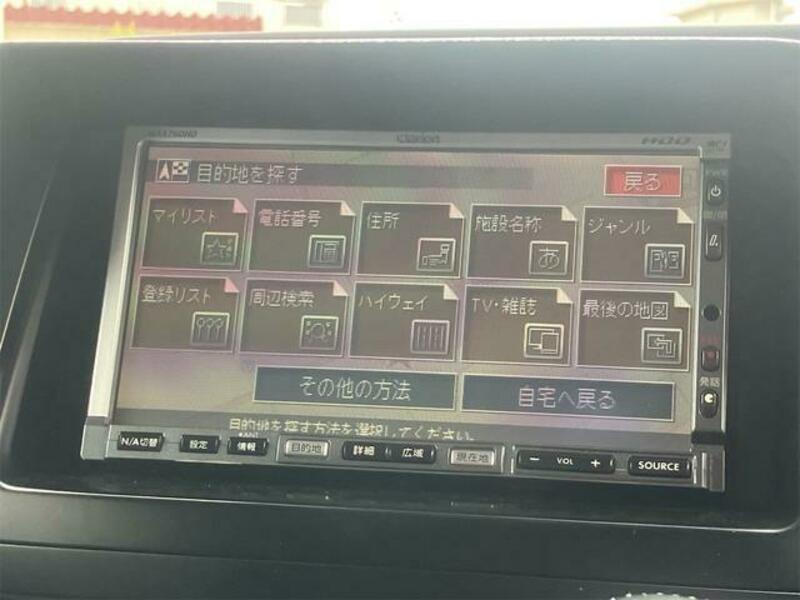 MAX760HD Clarion HDD
目的地を探す 戻る
マイリスト 電話番号 住所 施設名称 ジャンル
あ
登録リスト 周辺検索 ハイウェイ TV・雑誌 最後の地図
その他の方法 自宅へ戻る
発話
目的地を探す方法を選択してください。
N/A切替 設定 情報 目的地 詳細 広域 現在地 − VOL + SOURCE